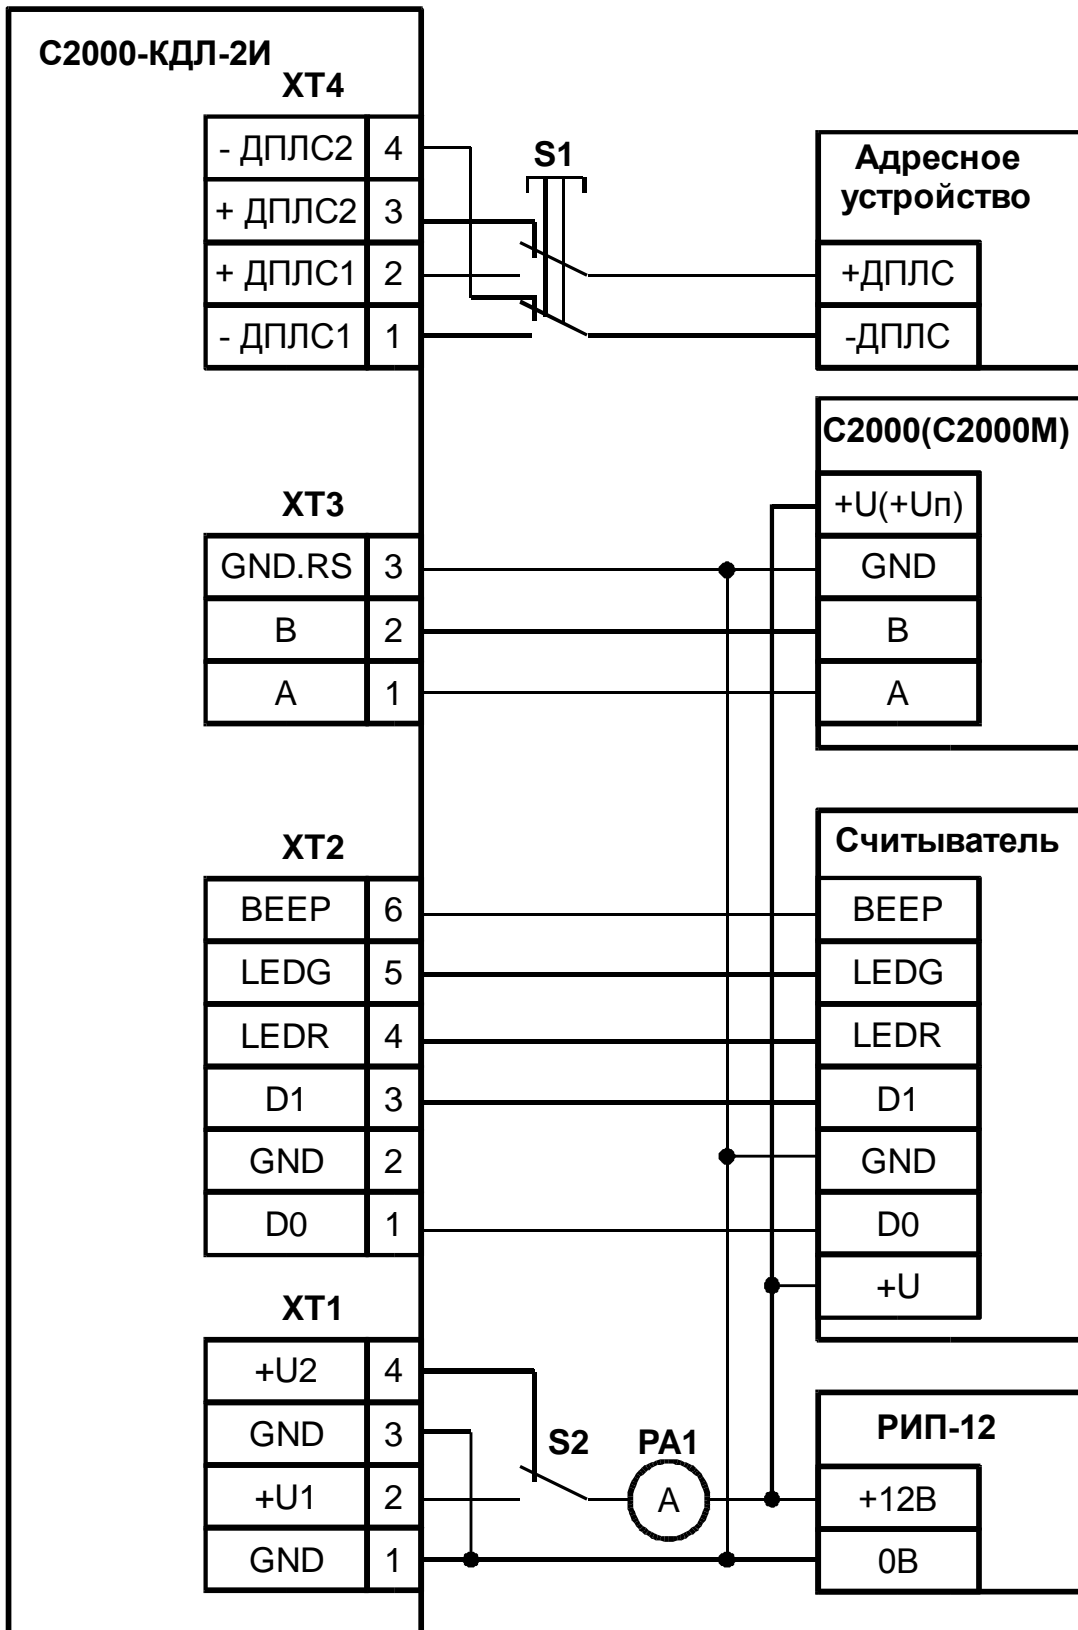 С2000-КДЛ-2И
XT4
- ДПЛС2 4
+ ДПЛС2 3
+ ДПЛС1 2
- ДПЛС1 1
S1
Адресное
устройство
+ДПЛС
-ДПЛС
С2000(С2000М)
+U(+Uп)
GND
B
A
XT3
GND.RS 3
B 2
A 1
XT2
BEEP 6
LEDG 5
LEDR 4
D1 3
GND 2
D0 1
Считыватель
BEEP
LEDG
LEDR
D1
GND
D0
+U
XT1
+U2 4
GND 3
+U1 2
GND 1
S2
PA1
A
РИП-12
+12В
0В